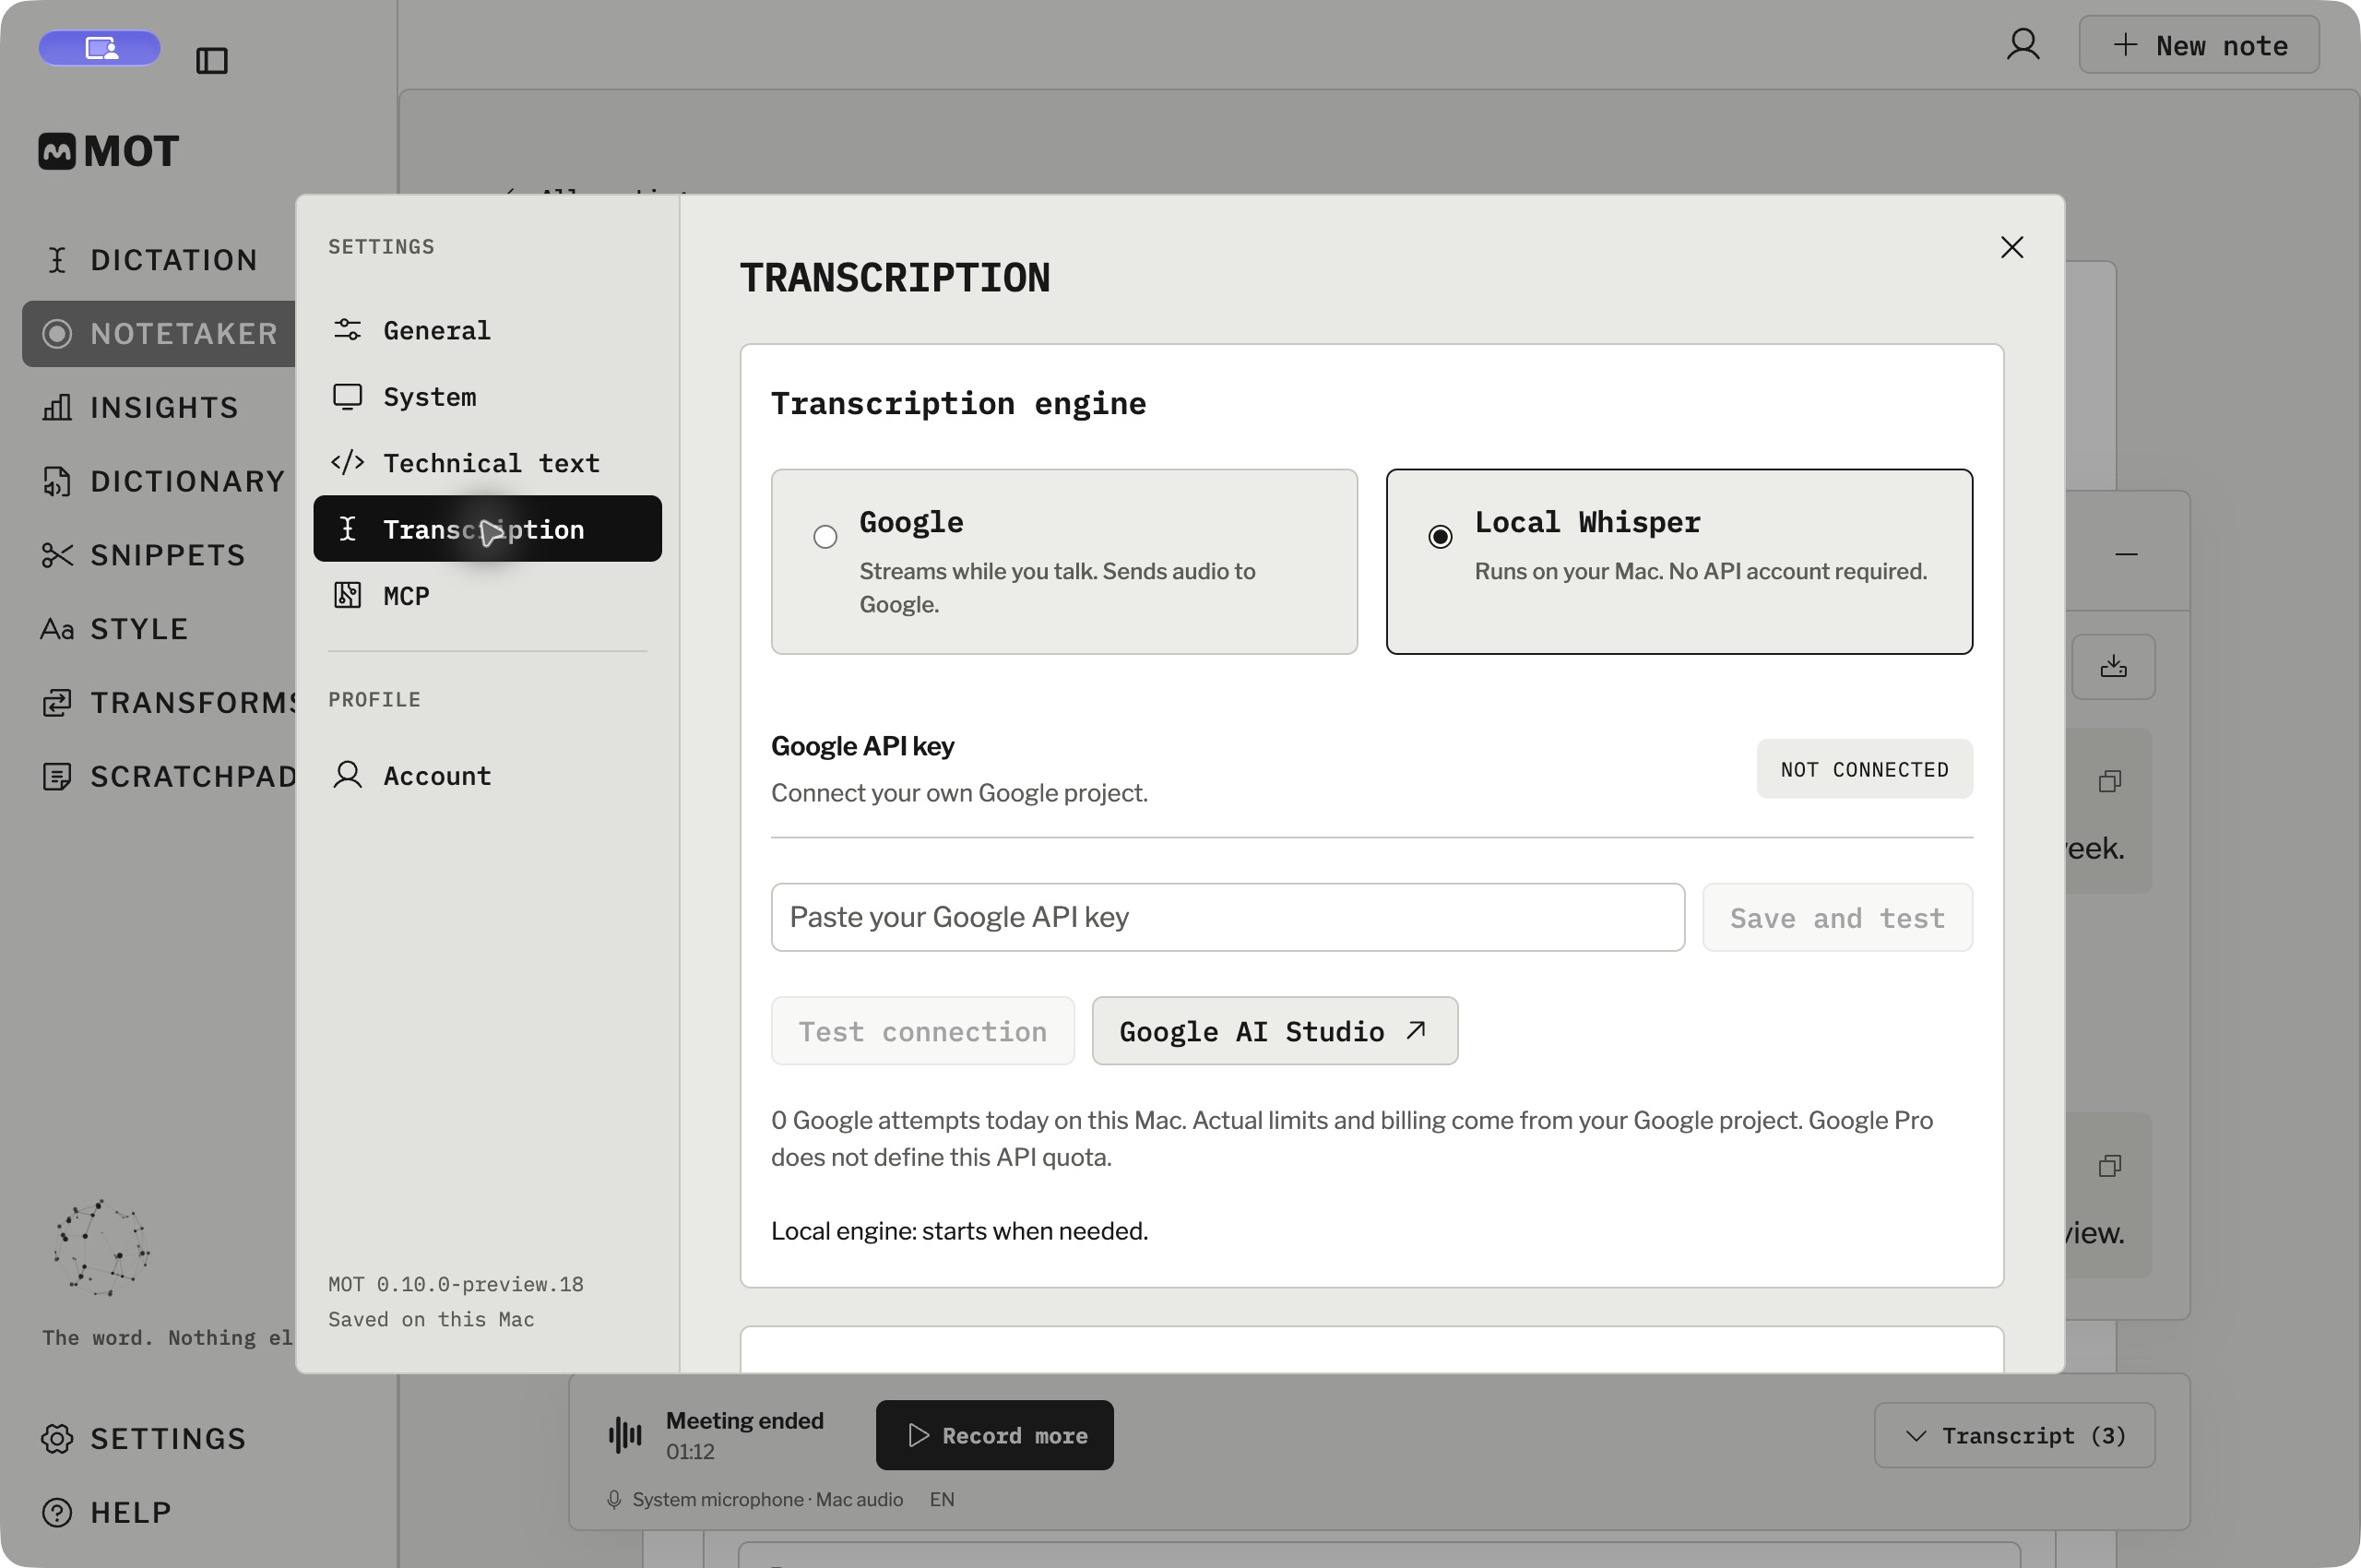 New note
MOT
DICTATION
NOTETAKER
INSIGHTS
DICTIONARY
SNIPPETS
Aa STYLE
TRANSFORMS
SCRATCHPAD
The word. Nothing el
SETTINGS
HELP
SETTINGS
General
System
Technical text
Transcription
MCP
PROFILE
Account
MOT 0.10.0-preview.18
Saved on this Mac
TRANSCRIPTION
Transcription engine
Google
Streams while you talk. Sends audio to
Google.
Local Whisper
Runs on your Mac. No API account required.
Google API key
Connect your own Google project.
NOT CONNECTED
Paste your Google API key
Save and test
Test connection
Google AI Studio
0 Google attempts today on this Mac. Actual limits and billing come from your Google project. Google Pro
does not define this API quota.
Local engine: starts when needed.
eek.
view.
Meeting ended
01:12
Record more
Transcript (3)
System microphone · Mac audio EN